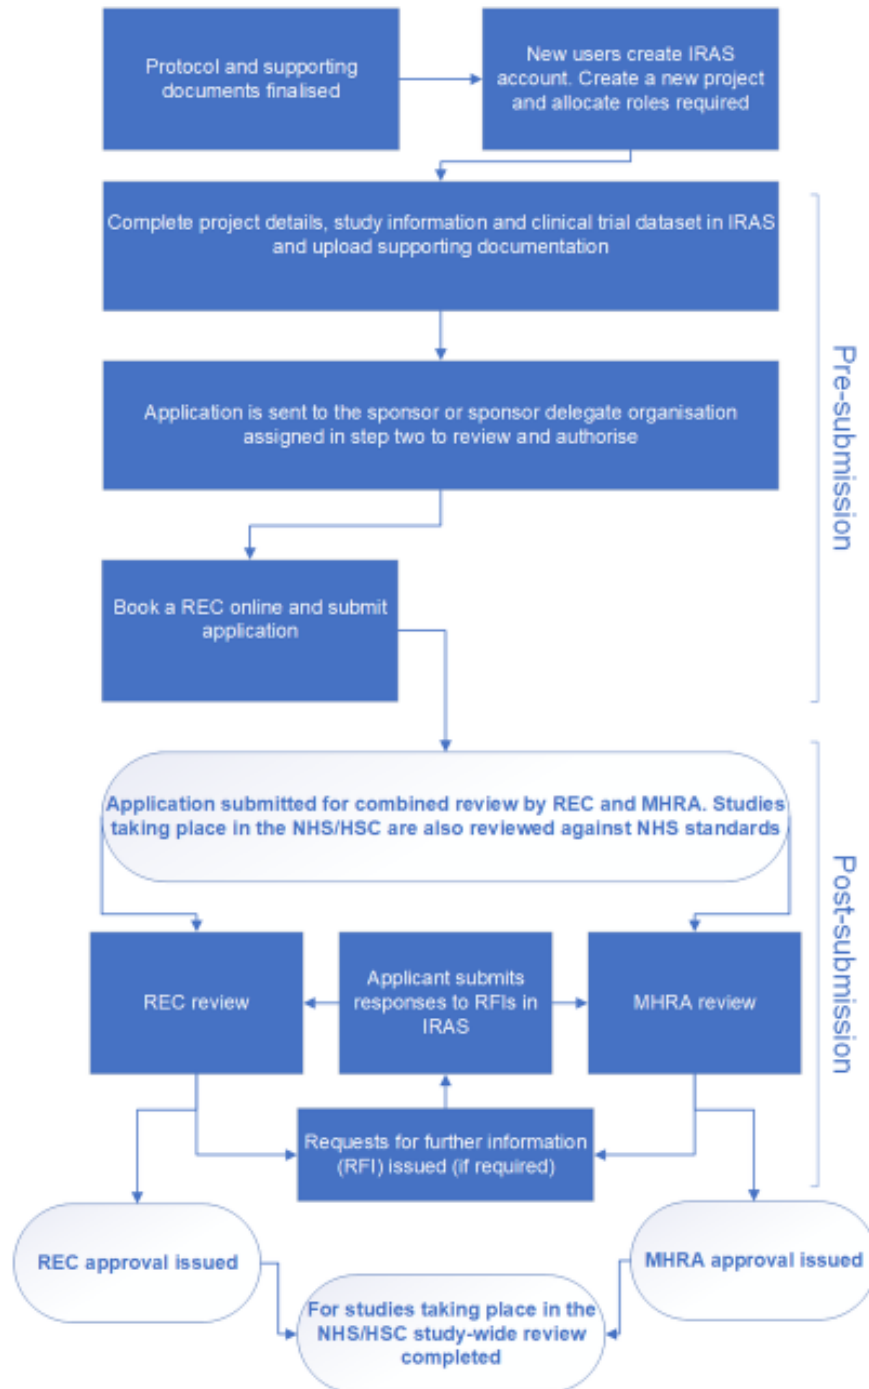 Protocol and supporting
documents finalised
New users create IRAS
account. Create a new project
and allocate roles required
Complete project details, study information and clinical trial dataset in IRAS
and upload supporting documentation
Application is sent to the sponsor or sponsor delegate organisation
assigned in step two to review and authorise
Book a REC online and submit
application
Pre-submission
Application submitted for combined review by REC and MHRA. Studies
taking place in the NHS/HSC are also reviewed against NHS standards
REC review
Applicant submits
responses to RFIs in
IRAS
MHRA review
Requests for further information
(RFI) issued (if required)
Post-submission
REC approval issued
MHRA approval issued
For studies taking place in the
NHS/HSC study-wide review
completed